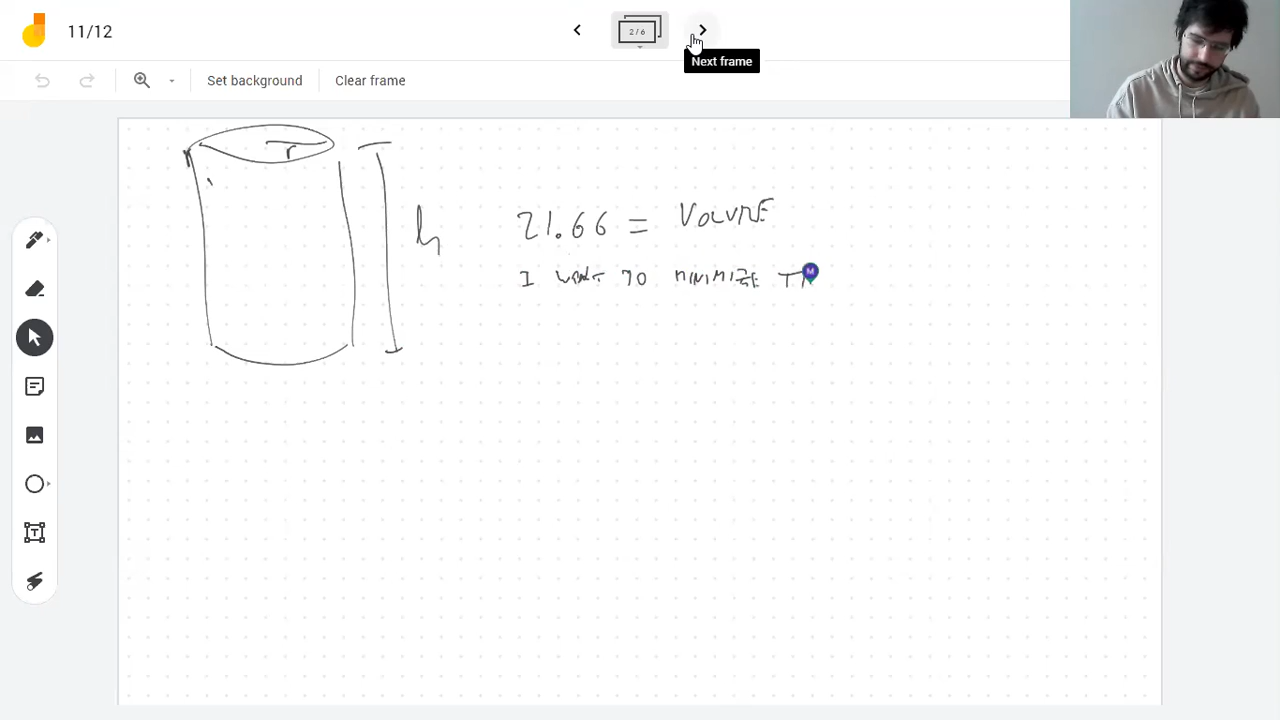 11/12
2/6
Next frame
Set background
Clear frame
r
h
21.66 = VOLUME
I WANT TO MINIMIZE TH
T
M